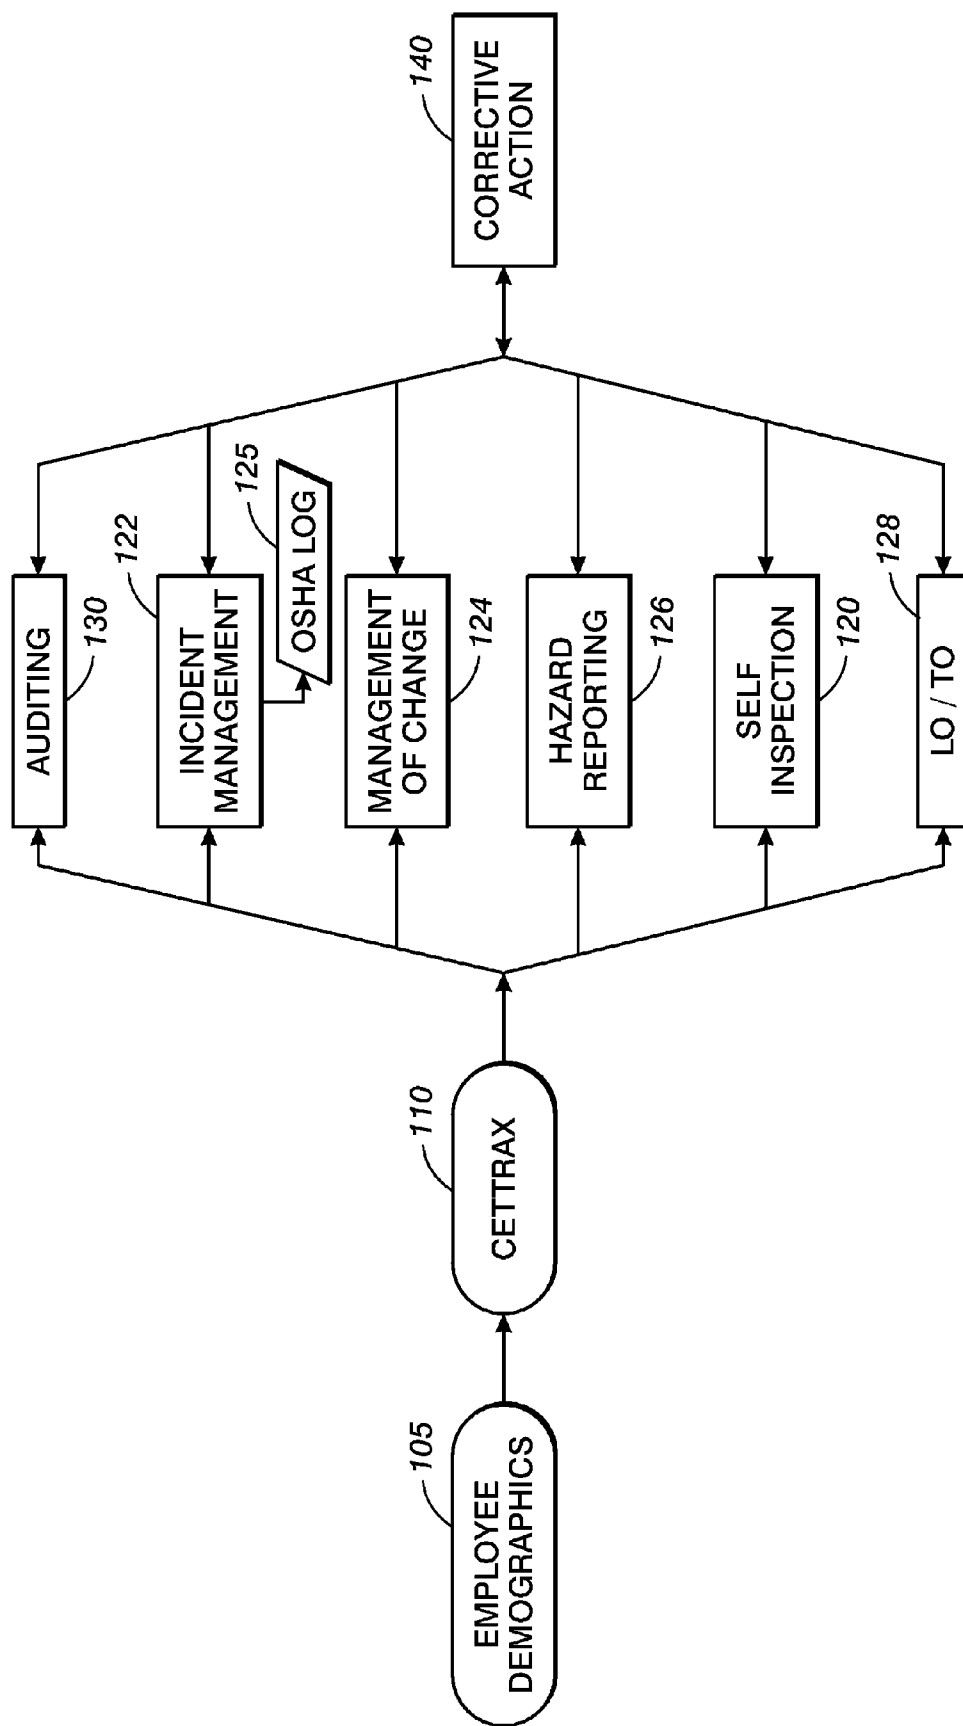 105
EMPLOYEE
DEMOGRAPHICS
110
CETTRAX
AUDITING
130
122
INCIDENT
MANAGEMENT
125
OSHA LOG
MANAGEMENT
OF CHANGE
124
HAZARD
REPORTING
126
SELF
INSPECTION
120
128
LO / TO
140
CORRECTIVE
ACTION